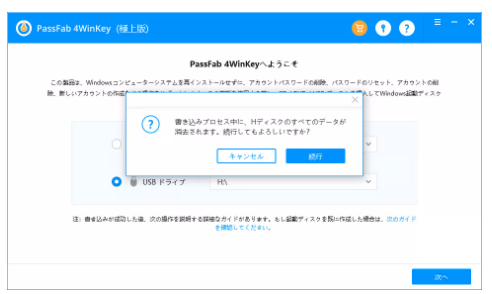 PassFab 4WinKey (極上版)
PassFab 4WinKeyへようこそ
この製品は、Windowsコンピューターシステムを再インストールせずに、アカウントパスワードの削除、パスワードのリセット、アカウントの削
除、新しいアカウントの作成
してWindows起動ディスク
書き込みプロセス中に、Hディスクのすべてのデータが
消去されます。続行してもよろしいですか?
キャンセル
続行
USB ドライブ
H:\
注: 書き込みが成功した後、次の操作を説明する詳細なガイドがあります。もし起動ディスクを既に作成した場合は、次のガイド
を確認してください。
次へ